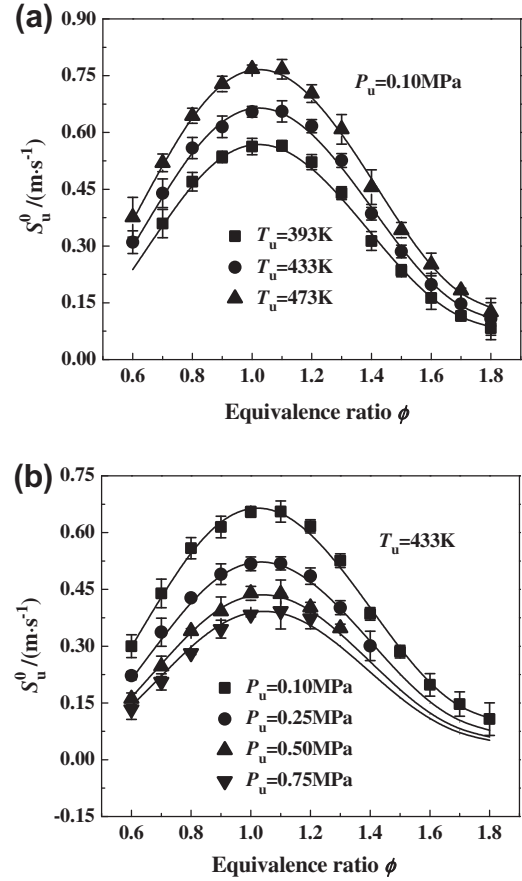 (a)
P_u=0.10MPa
S_u^0/(m·s^-1)
0.90
0.75
0.60
0.45
0.30
0.15
0.00
T_u=393K
T_u=433K
T_u=473K
0.6 0.8 1.0 1.2 1.4 1.6 1.8
Equivalence ratio ϕ
(b)
T_u=433K
S_u^0/(m·s^-1)
0.75
0.60
0.45
0.30
0.15
0.00
-0.15
P_u=0.10MPa
P_u=0.25MPa
P_u=0.50MPa
P_u=0.75MPa
0.6 0.8 1.0 1.2 1.4 1.6 1.8
Equivalence ratio ϕ